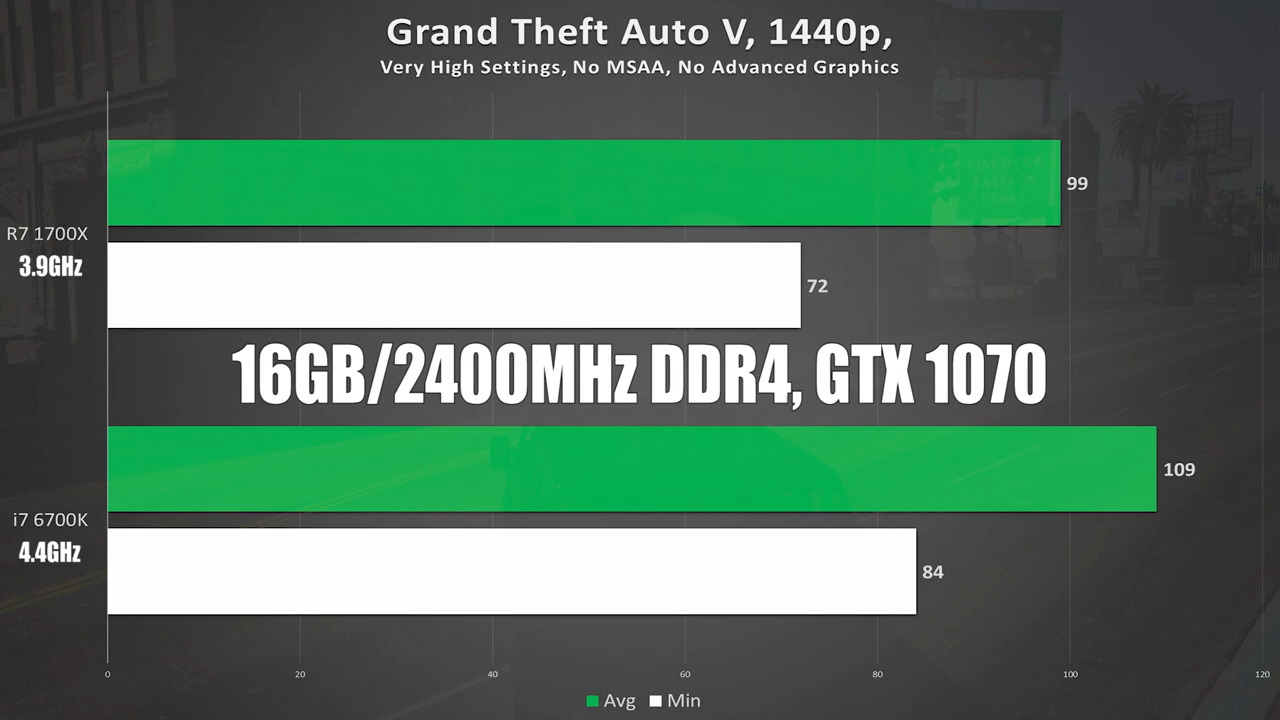 Grand Theft Auto V, 1440p,
Very High Settings, No MSAA, No Advanced Graphics
99
R7 1700X
3.9GHz
72
16GB/2400MHz DDR4, GTX 1070
109
i7 6700K
4.4GHz
84
0 20 40 60 80 100 120
Avg Min